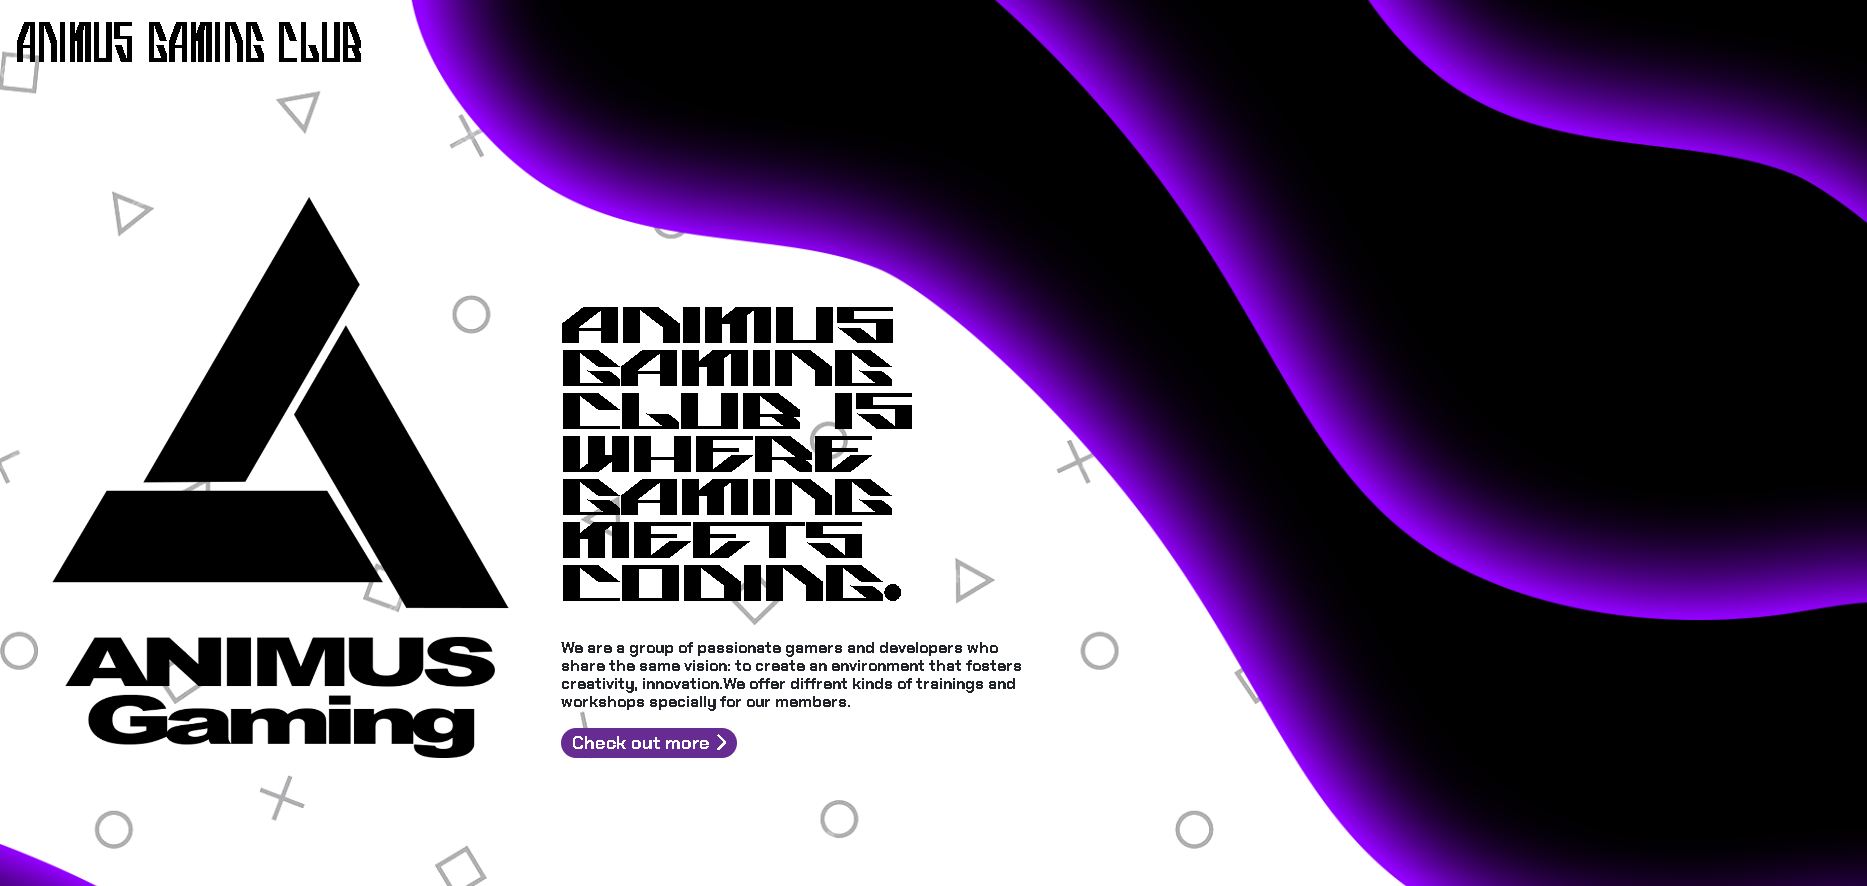 ANIMUS GAMING CLUB
ANIMUS
GAMING
CLUB IS
WHERE
GAMING
MEETS
CODING.
ANIMUS
Gaming
We are a group of passionate gamers and developers who
share the same vision: to create an environment that fosters
creativity, innovation.We offer diffrent kinds of trainings and
workshops specially for our members.
Check out more